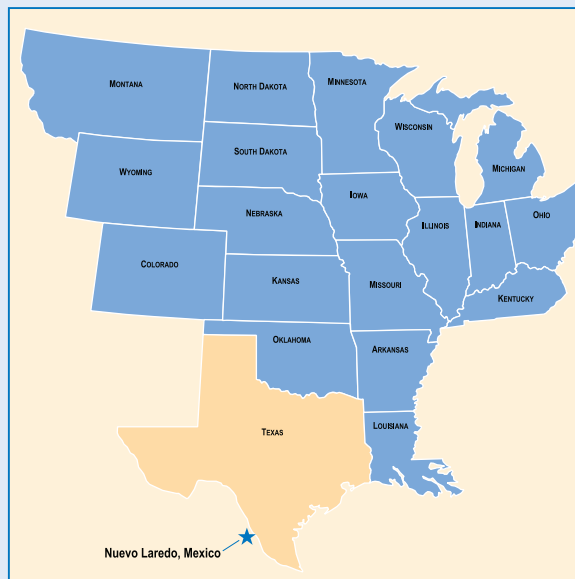 MONTANA
NORTH DAKOTA
MINNESOTA
WISCONSIN
MICHIGAN
SOUTH DAKOTA
WYOMING
IOWA
NEBRASKA
ILLINOIS
INDIANA
OHIO
COLORADO
KANSAS
MISSOURI
KENTUCKY
OKLAHOMA
ARKANSAS
LOUISIANA
TEXAS
Nuevo Laredo, Mexico